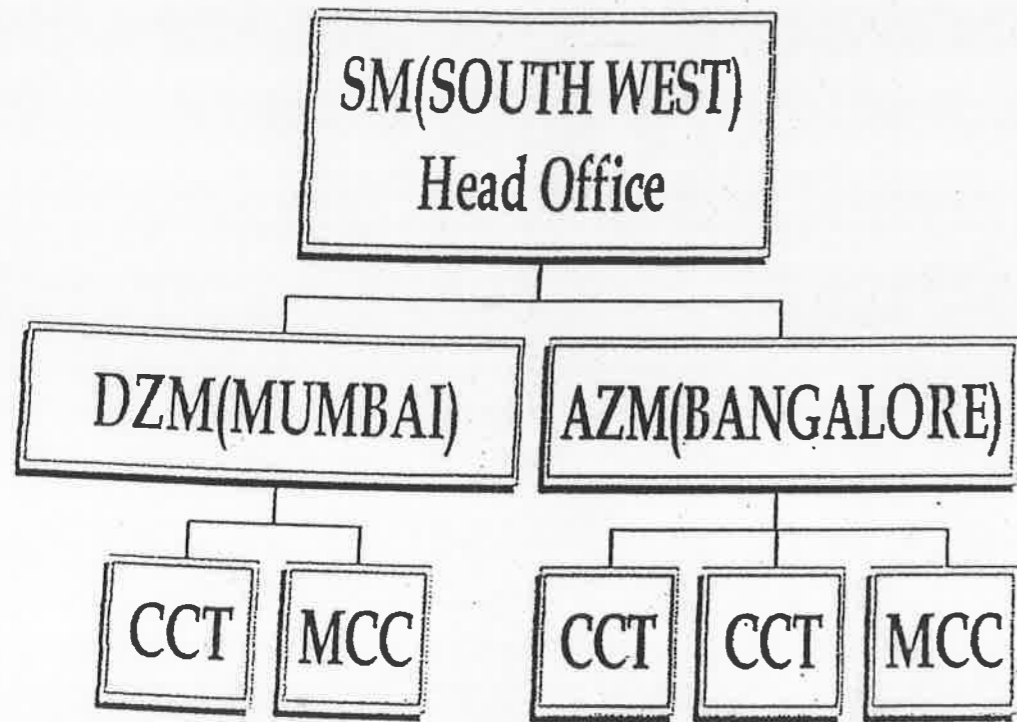 SM(SOUTH WEST)
Head Office
DZM(MUMBAI)
AZM(BANGALORE)
CCT
MCC
CCT
CCT
MCC